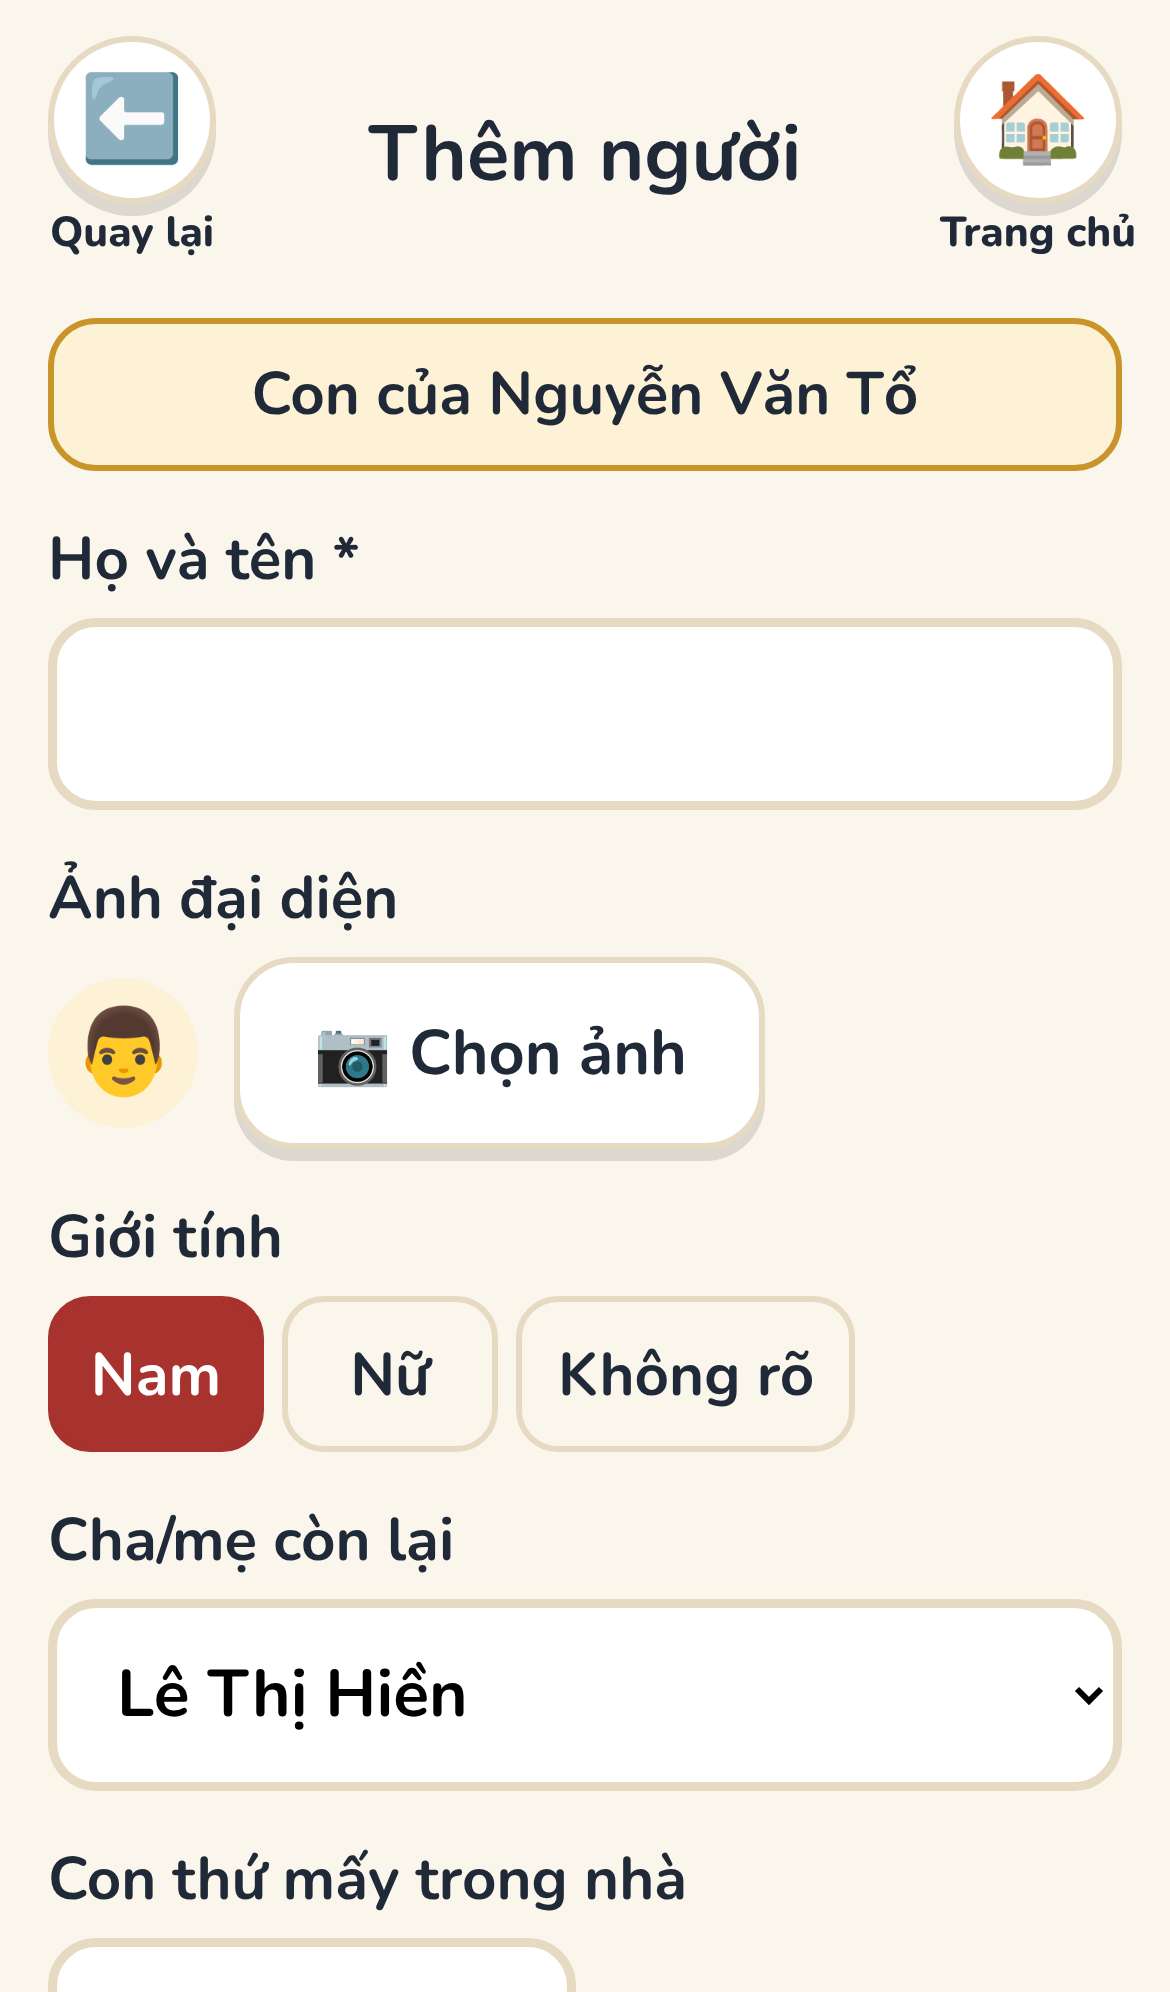 Thêm người
Quay lại
Trang chủ
Con của Nguyễn Văn Tổ
Họ và tên *
Ảnh đại diện
Chọn ảnh
Giới tính
Nam
Nữ
Không rõ
Cha/mẹ còn lại
Lê Thị Hiền
Con thứ mấy trong nhà